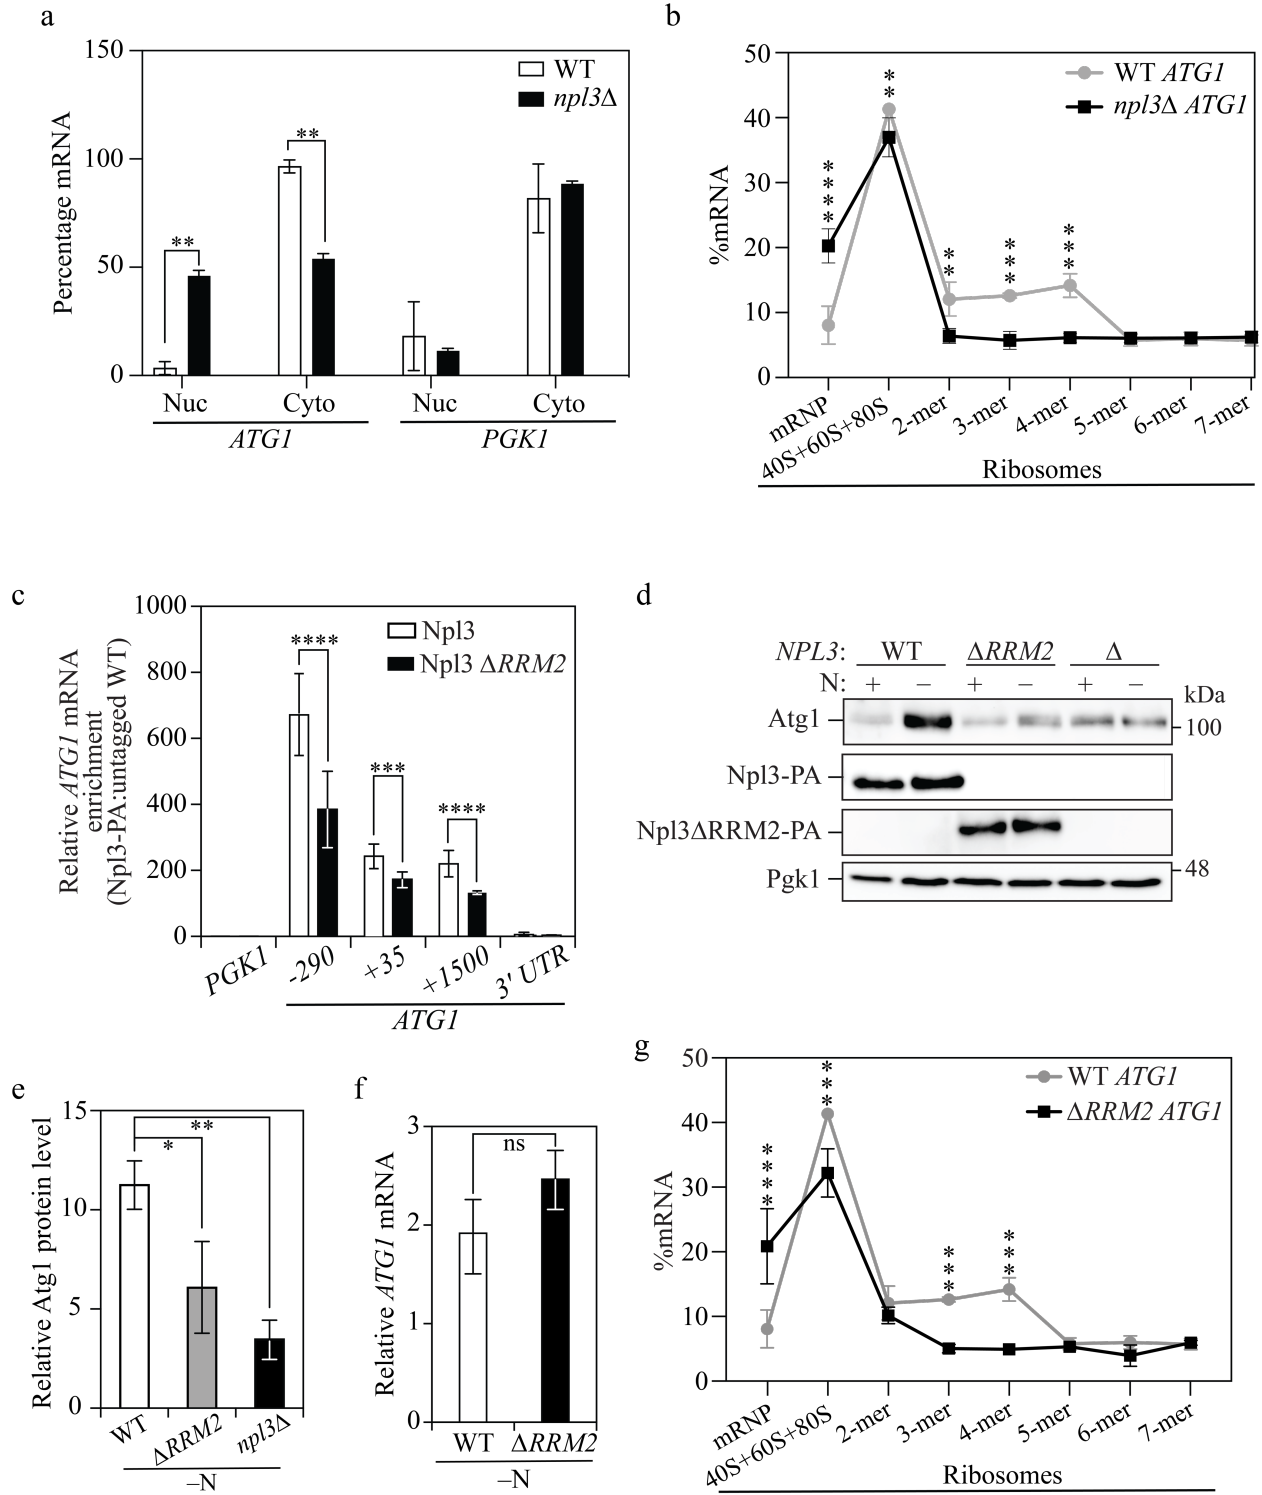 a
150
100
50
0
Percentage mRNA
WT
npl3Δ
**
**
Nuc
Cyto
Nuc
Cyto
ATG1
PGK1
b
50
40
30
20
10
0
%mRNA
WT ATG1
npl3Δ ATG1
****
**
**
***
***
mRNP
40S+60S+80S
2-mer
3-mer
4-mer
5-mer
6-mer
7-mer
Ribosomes
c
1000
800
600
400
200
0
Relative ATG1 mRNA
enrichment
(Npl3-PA:untagged WT)
Npl3
Npl3 ΔRRM2
****
***
****
PGK1
-290
+35
+1500
3' UTR
ATG1
d
NPL3: WT ΔRRM2 Δ
N: + – + – + –
kDa
Atg1
100
Npl3-PA
Npl3ΔRRM2-PA
Pgk1
48
e
15
10
5
0
Relative Atg1 protein level
**
*
WT
ΔRRM2
npl3Δ
–N
f
3
2
1
0
Relative ATG1 mRNA
ns
WT
ΔRRM2
–N
g
50
40
30
20
10
0
%mRNA
WT ATG1
ΔRRM2 ATG1
****
***
***
***
mRNP
40S+60S+80S
2-mer
3-mer
4-mer
5-mer
6-mer
7-mer
Ribosomes